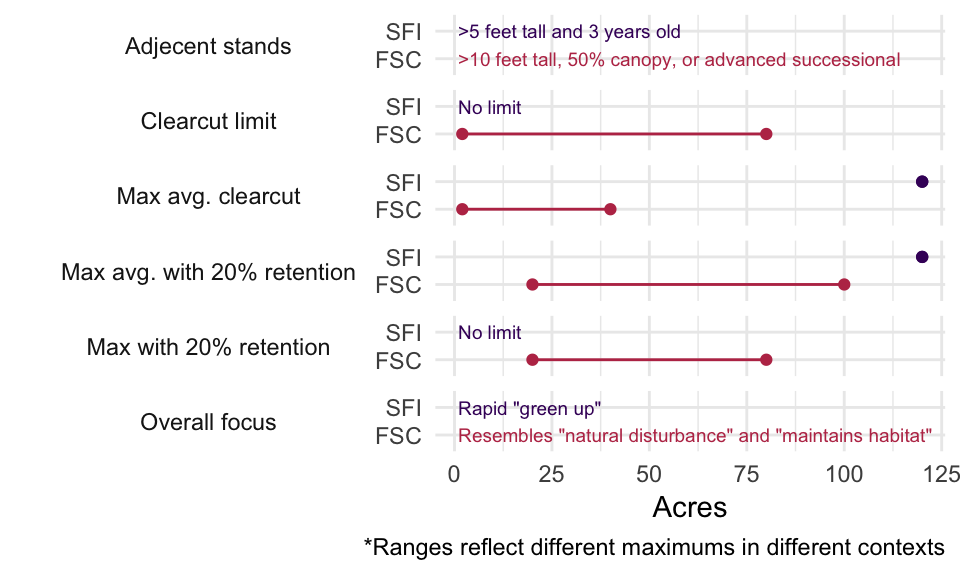 Adjecent stands
SFI >5 feet tall and 3 years old
FSC >10 feet tall, 50% canopy, or advanced successional
Clearcut limit
SFI No limit
FSC
Max avg. clearcut
SFI
FSC
Max avg. with 20% retention
SFI
FSC
Max with 20% retention
SFI No limit
FSC
Overall focus
SFI Rapid "green up"
FSC Resembles "natural disturbance" and "maintains habitat"
0 25 50 75 100 125
Acres
*Ranges reflect different maximums in different contexts